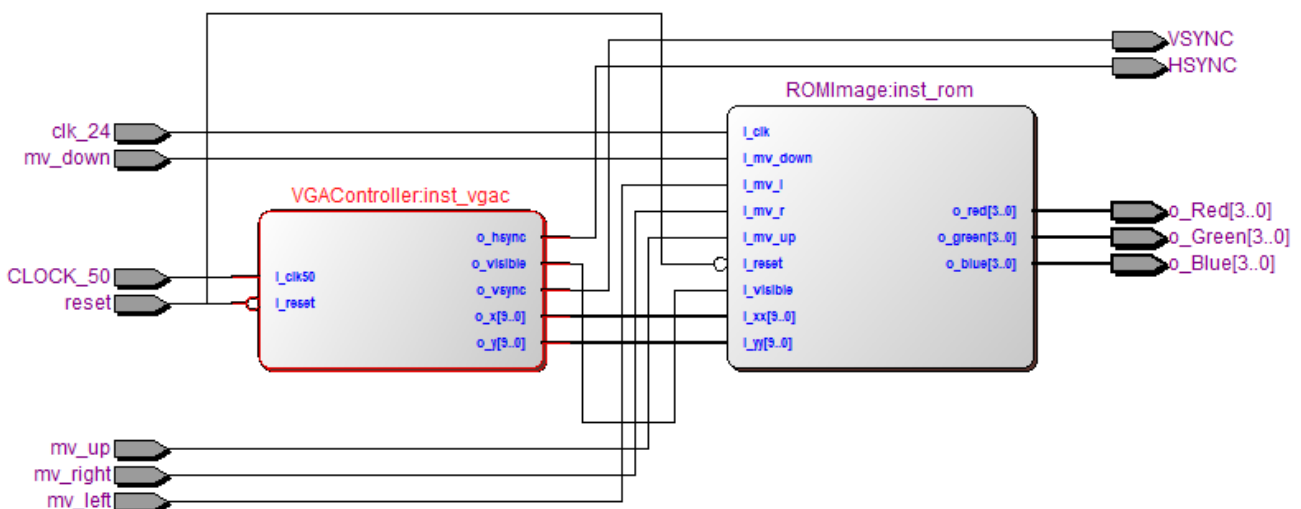 VSYNC
HSYNC
ROMImage:inst_rom
clk_24
mv_down
I_clk
I_mv_down
I_mv_l
I_mv_r
I_mv_up
I_reset
I_visible
I_xx[9..0]
I_yy[9..0]
o_red[3..0]
o_green[3..0]
o_blue[3..0]
o_Red[3..0]
o_Green[3..0]
o_Blue[3..0]
VGAController:inst_vgac
CLOCK_50
reset
I_clk50
I_reset
o_hsync
o_visible
o_vsync
o_x[9..0]
o_y[9..0]
mv_up
mv_right
mv_left